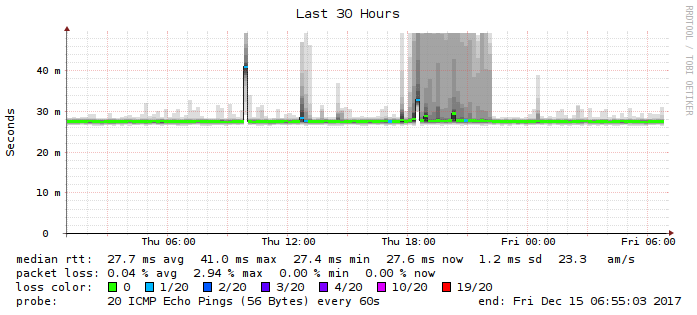 Last 30 Hours
RRDTOOL / TOBI OETIKER
Seconds
40 m
30 m
20 m
10 m
0
Thu 06:00 Thu 12:00 Thu 18:00 Fri 00:00 Fri 06:00
median rtt: 27.7 ms avg 41.0 ms max 27.4 ms min 27.6 ms now 1.2 ms sd 23.3 am/s
packet loss: 0.04 % avg 2.94 % max 0.00 % min 0.00 % now
loss color: 0 1/20 2/20 3/20 4/20 10/20 19/20
probe: 20 ICMP Echo Pings (56 Bytes) every 60s end: Fri Dec 15 06:55:03 2017